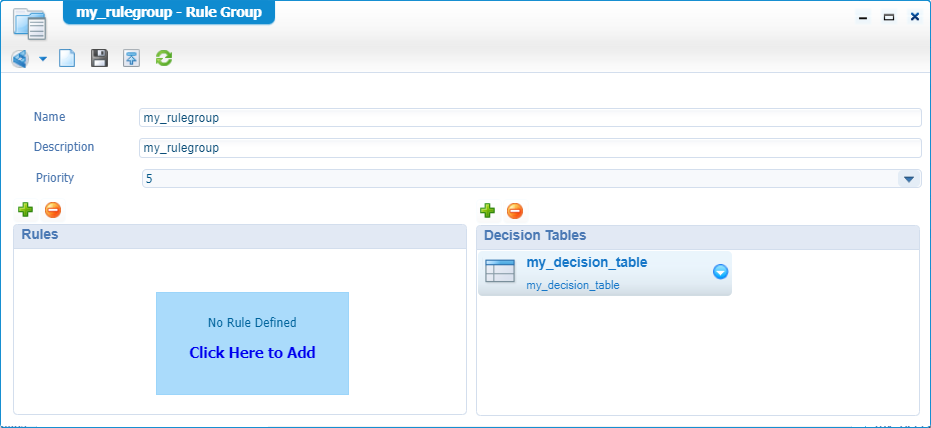 my_rulegroup - Rule Group
Name
my_rulegroup
Description
my_rulegroup
Priority
5
Rules
Decision Tables
my_decision_table
my_decision_table
No Rule Defined
Click Here to Add